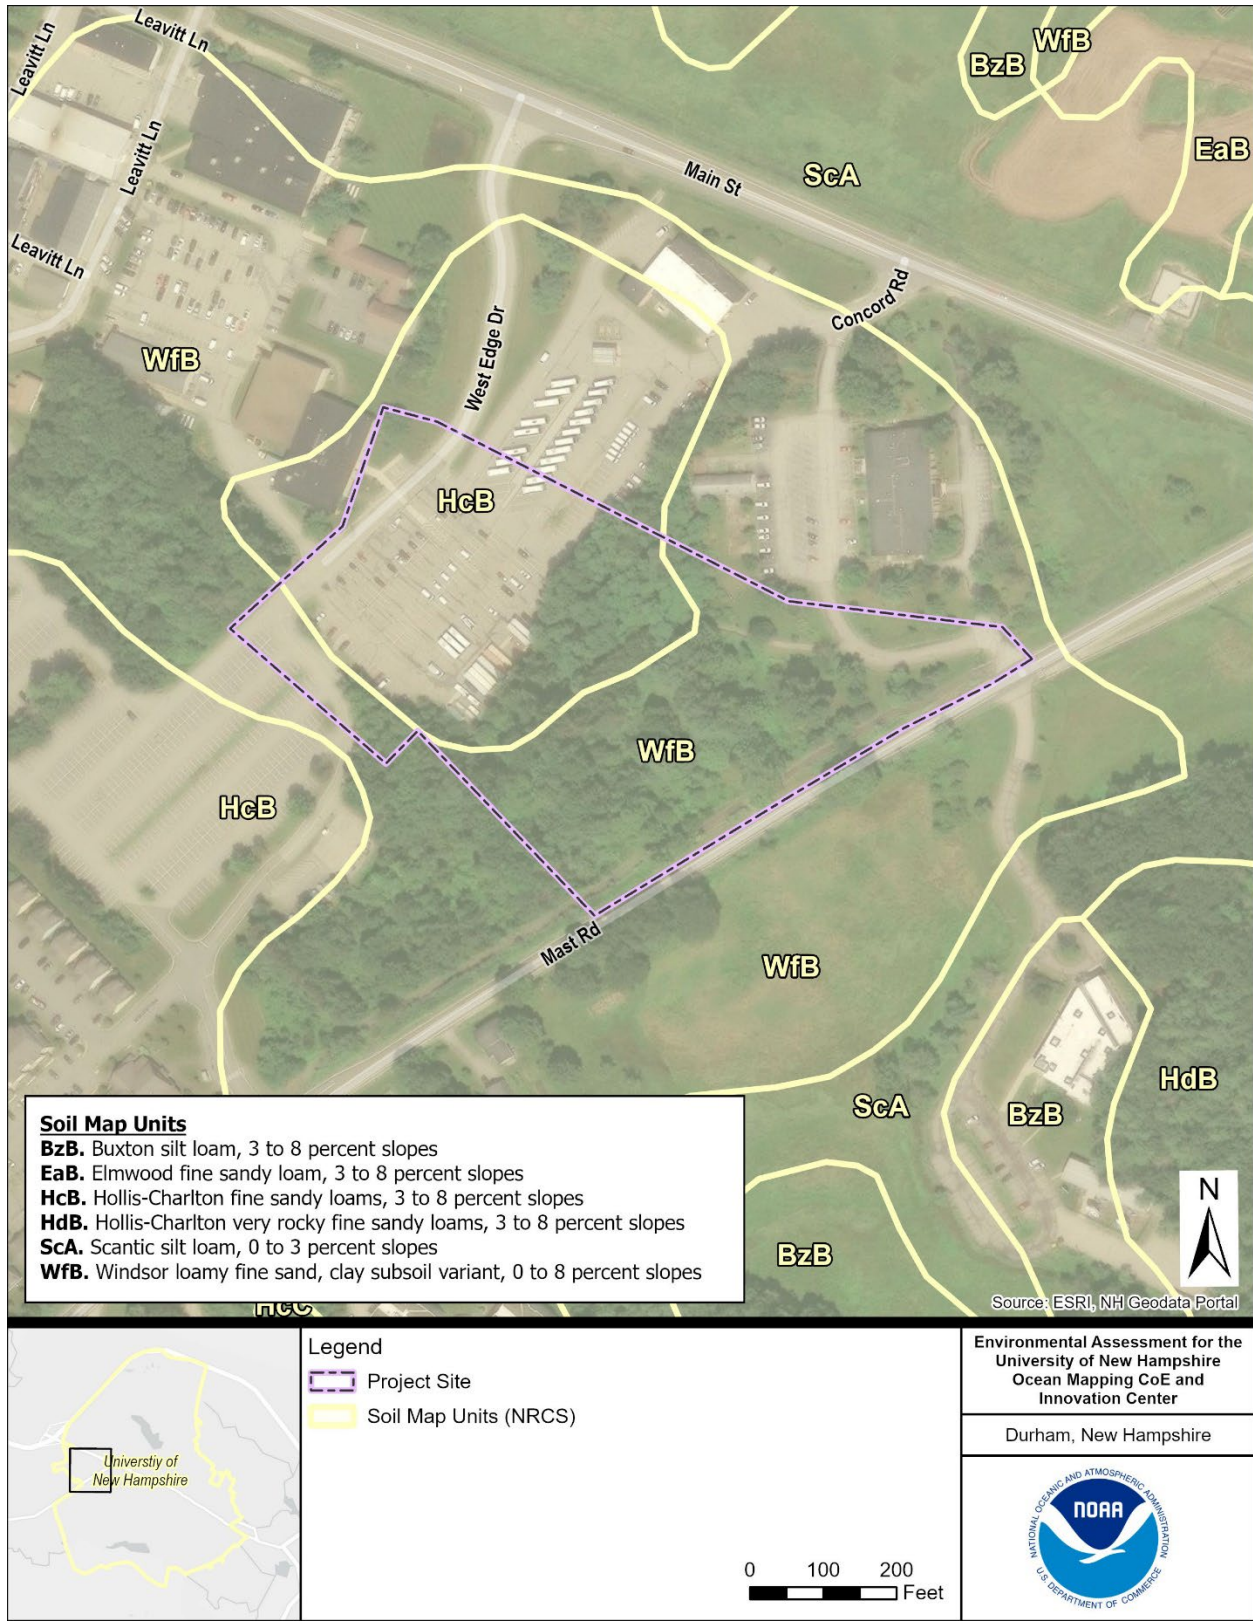 Leavitt Ln
Leavitt Ln
Leavitt Ln
Leavitt Ln
WfB
BzB
EaB
ScA
Main St
Concord Rd
West Edge Dr
WfB
HcB
WfB
HcB
Mast Rd
WfB
ScA
BzB
HdB
BzB
HcC
Soil Map Units
BzB. Buxton silt loam, 3 to 8 percent slopes
EaB. Elmwood fine sandy loam, 3 to 8 percent slopes
HcB. Hollis-Charlton fine sandy loams, 3 to 8 percent slopes
HdB. Hollis-Charlton very rocky fine sandy loams, 3 to 8 percent slopes
ScA. Scantic silt loam, 0 to 3 percent slopes
WfB. Windsor loamy fine sand, clay subsoil variant, 0 to 8 percent slopes
N
Source: ESRI, NH Geodata Portal
Universtiy of
New Hampshire
Legend
Project Site
Soil Map Units (NRCS)
0 100 200
Feet
Environmental Assessment for the
University of New Hampshire
Ocean Mapping CoE and
Innovation Center
Durham, New Hampshire
NATIONAL OCEANIC AND ATMOSPHERIC ADMINISTRATION
NOAA
U.S. DEPARTMENT OF COMMERCE